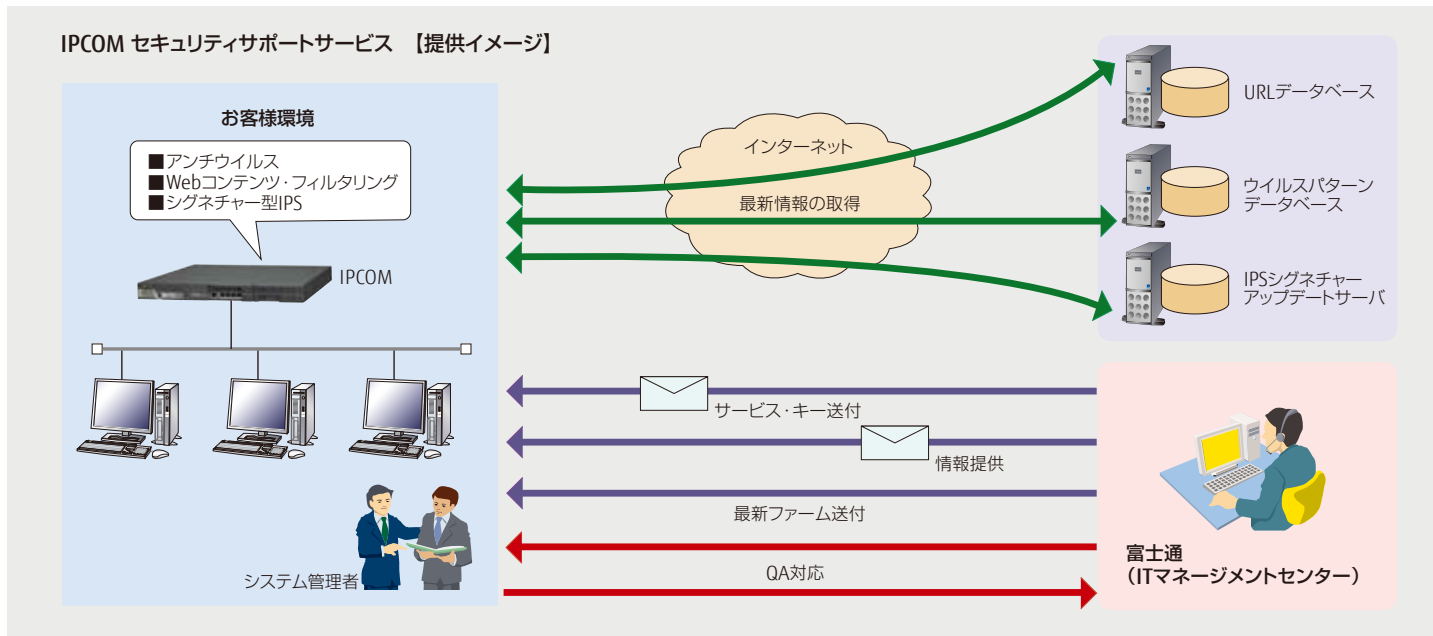 IPCOM セキュリティサポートサービス 【提供イメージ】
お客様環境
■アンチウイルス
■Webコンテンツ・フィルタリング
■シグネチャー型IPS
IPCOM
システム管理者
インターネット
最新情報の取得
URLデータベース
ウイルスパターン
データベース
IPSシグネチャー
アップデートサーバ
サービス・キー送付
情報提供
最新ファーム送付
QA対応
富士通
（ITマネージメントセンター）